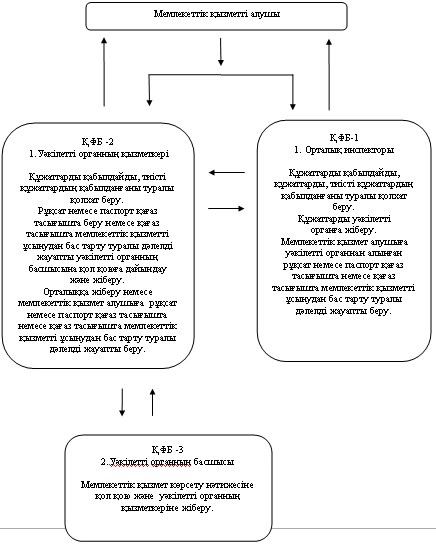 Мемлекеттік қызметті алушы
ҚФБ -2
1. Уәкілетті органның қызметкері
Құжаттарды қабылдайды, тиісті
құжаттардың қабылданғаны туралы
қолхат беру.
Рұқсат немесе паспорт қағаз
тасығышта беру немесе қағаз
тасығышта мемлекеттік қызметті
ұсынудан бас тарту туралы дәлелді
жауапты уәкілетті органның
басшысына қол қоюға дайындау
және жіберу.
Орталыққа жіберу немесе
мемлекеттік қызмет алушыға рұқсат
немесе паспорт қағаз тасығышта
немесе қағаз тасығышта мемлекеттік
қызметті ұсынудан бас тарту туралы
дәлелді жауапты беру.
ҚФБ-1
1. Орталық инспекторы
Құжаттарды қабылдайды,
құжаттарды, тиісті құжаттардың
қабылданғаны туралы қолхат
беру.
Құжаттарды уәкілетті
органға жіберу.
Мемлекеттік қызмет алушыға
уәкілетті органнан алынған
рұқсат немесе паспорт қағаз
тасығышта немесе қағаз
тасығышта мемлекеттік қызметті
ұсынудан бас тарту туралы
дәлелді жауапты беру.
ҚФБ -3
2. Уәкілетті органның басшысы
Мемлекеттік қызмет көрсету нәтижесіне
қол қою және уәкілетті органның
қызметкеріне жіберу.